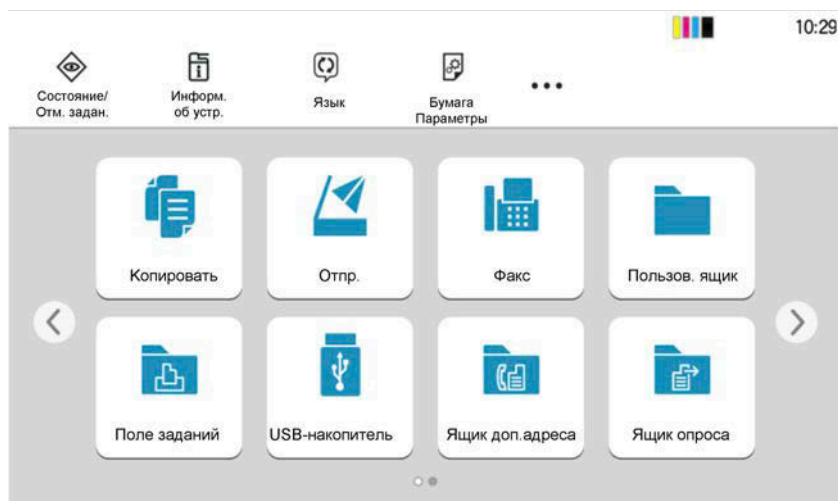 10:29
Состояние/
Отм. задан.
Информ.
об устр.
Язык
Бумага
Параметры
Копировать
Отпр.
Факс
Пользов. ящик
Поле заданий
USB-накопитель
Ящик доп.адреса
Ящик опроса